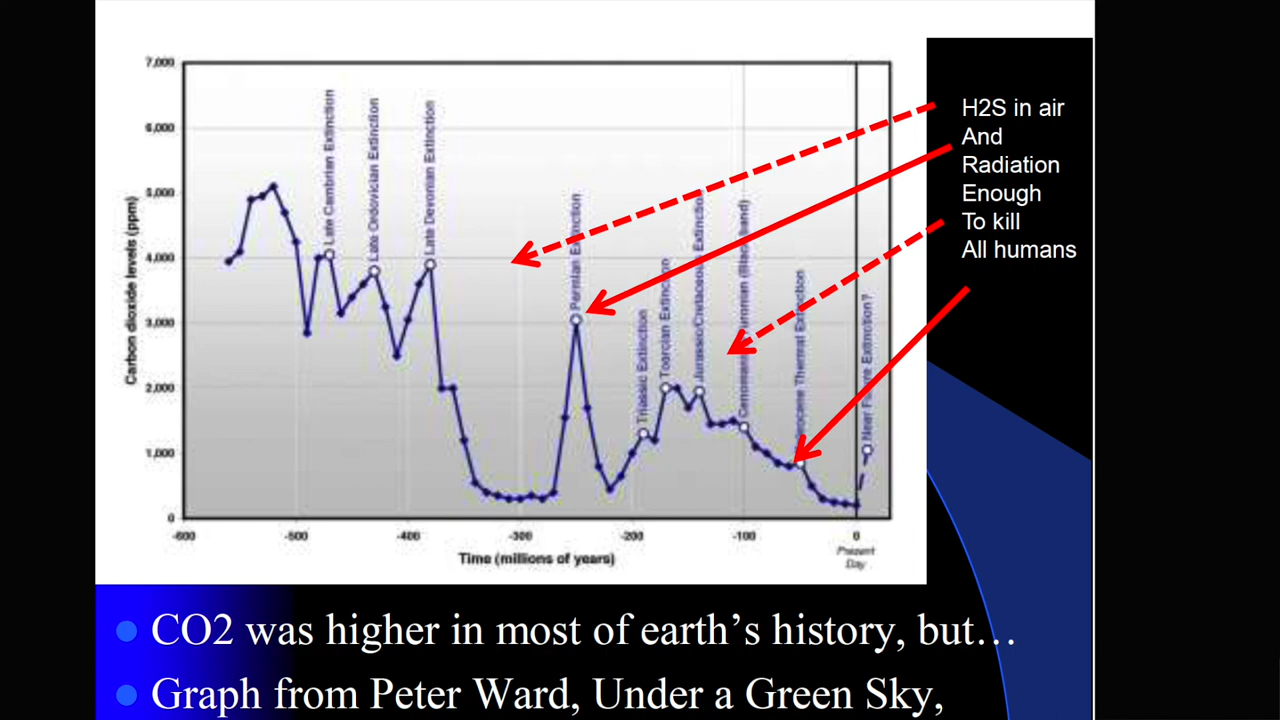 7,000
6,000
5,000
4,000
3,000
2,000
1,000
0
Carbon dioxide levels (ppm)
Late Cambrian Extinction
Late Ordovician Extinction
Late Devonian Extinction
Permian Extinction
Triassic Extinction
Toarcian Extinction
Jurassic/Cretaceous Extinction
Thermal Extinction
Near Future Extinction?
-600 -500 -400 -300 -200 -100 0
Present
Day
Time (millions of years)
H2S in air
And
Radiation
Enough
To kill
All humans
CO2 was higher in most of earth’s history, but…
Graph from Peter Ward, Under a Green Sky,